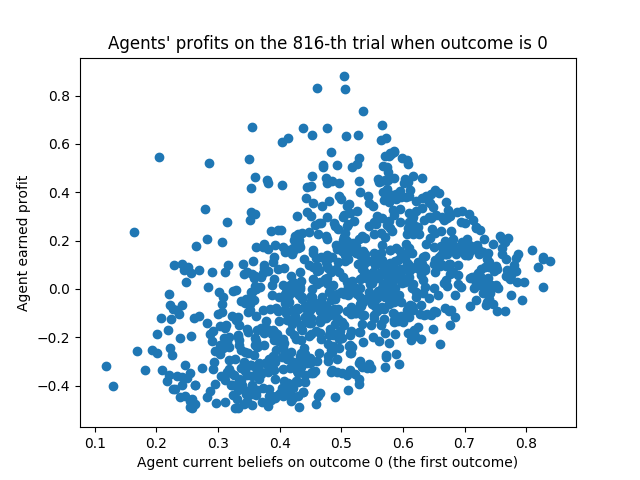 Agents' profits on the 816-th trial when outcome is 0
Agent earned profit
0.8
0.6
0.4
0.2
0.0
−0.2
−0.4
0.1 0.2 0.3 0.4 0.5 0.6 0.7 0.8
Agent current beliefs on outcome 0 (the first outcome)